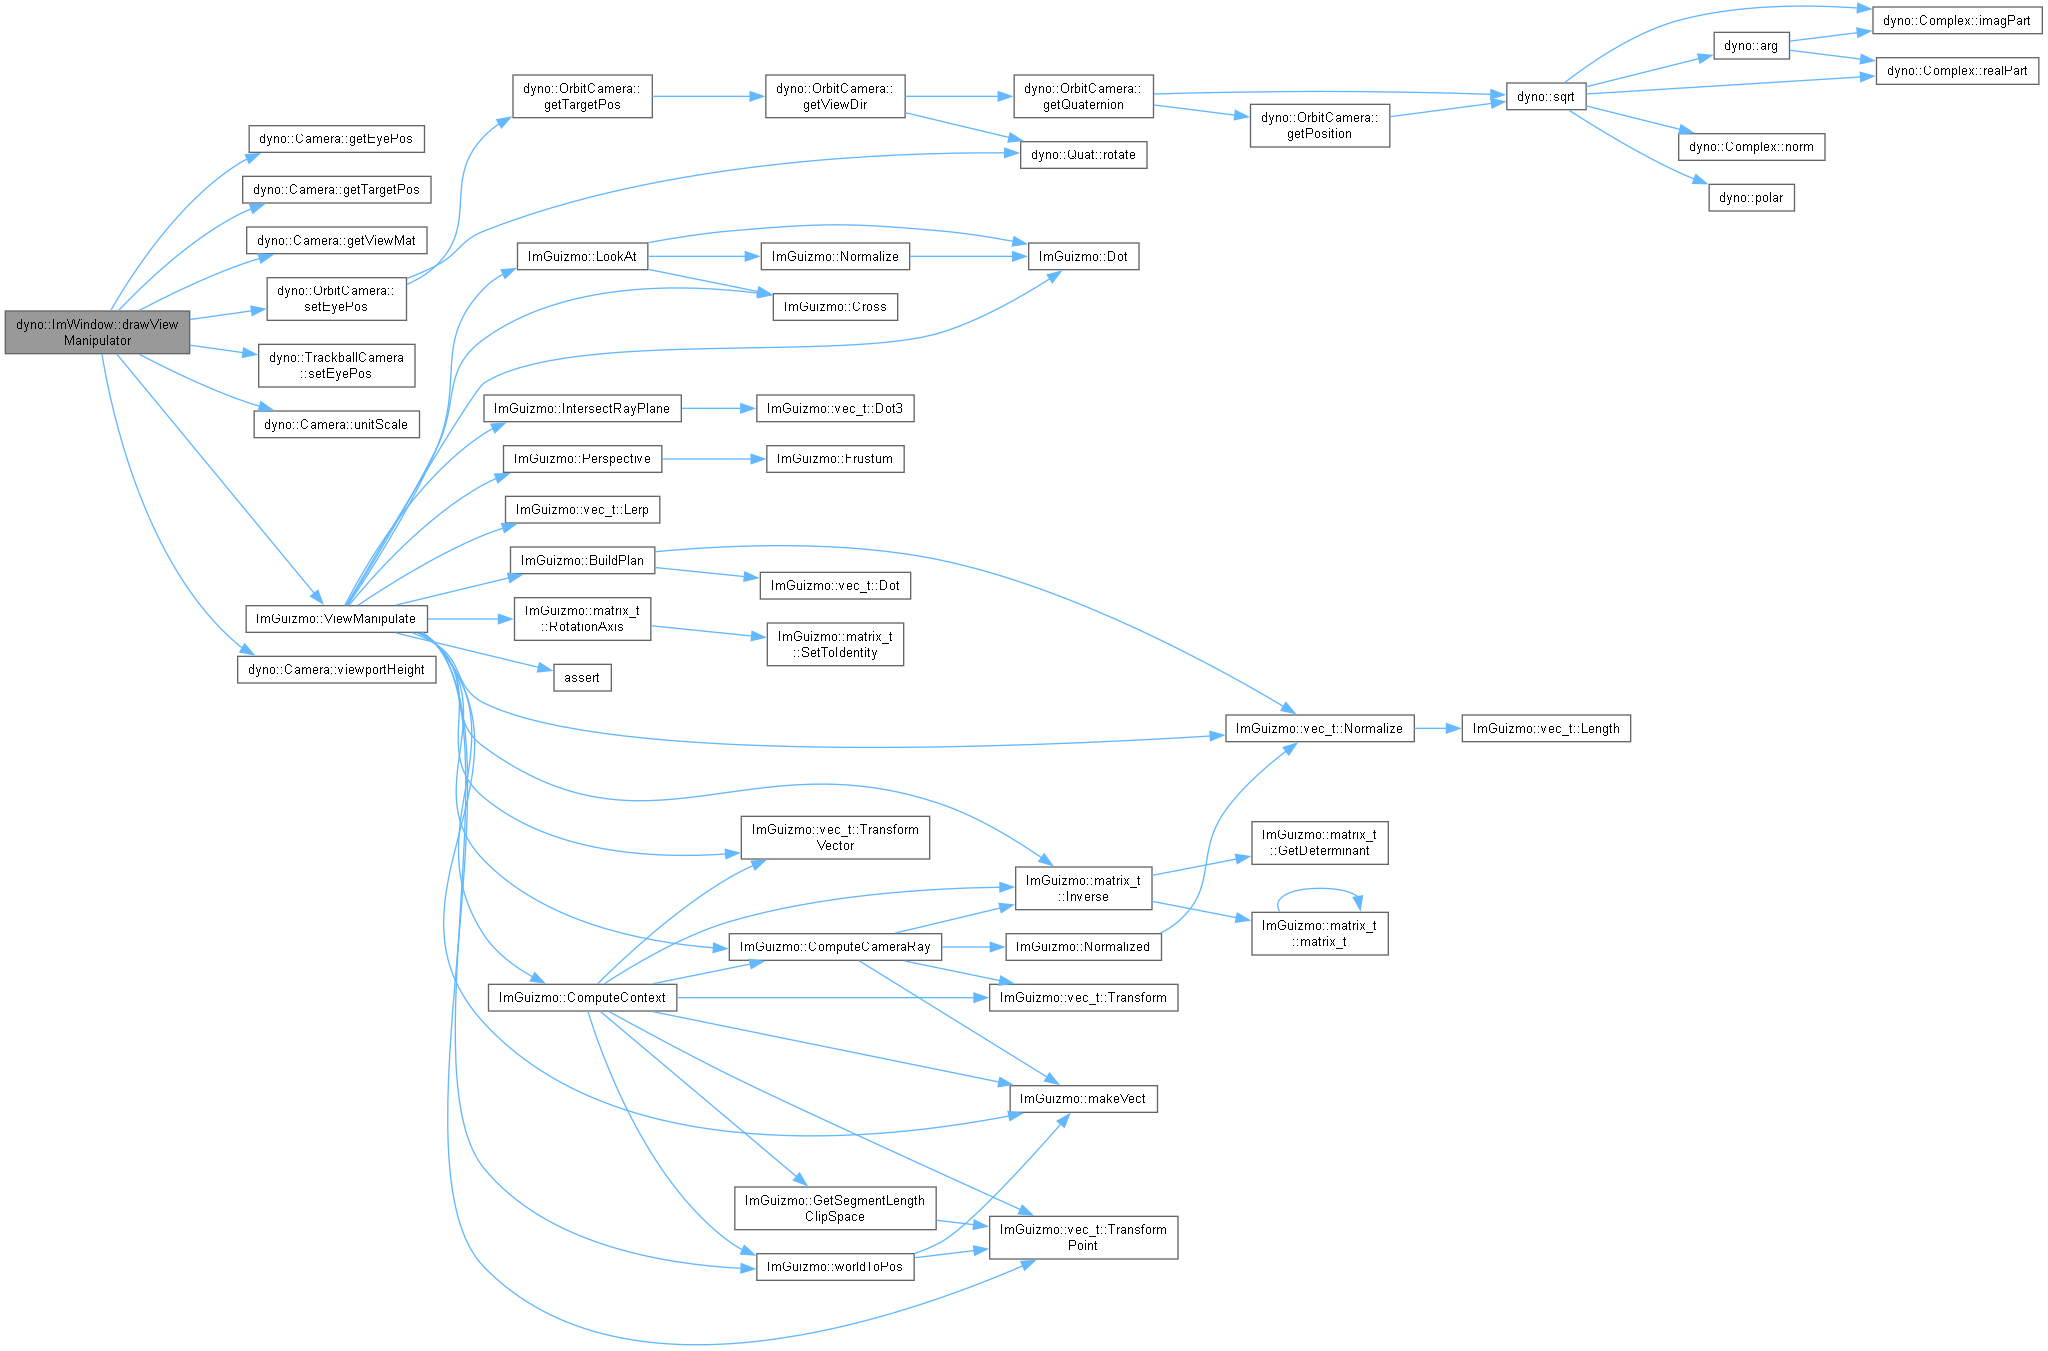 dyno::ImWindow::drawView
Manipulator
dyno::Camera::getEyePos
dyno::Camera::getTargetPos
dyno::Camera::getViewMat
dyno::OrbitCamera::
setEyePos
dyno::TrackballCamera
::setEyePos
dyno::Camera::unitScale
ImGuizmo::ViewManipulate
dyno::Camera::viewportHeight
dyno::OrbitCamera::
getTargetPos
dyno::OrbitCamera::
getViewDir
dyno::OrbitCamera::
getQuaternion
dyno::OrbitCamera::
getPosition
dyno::Quat::rotate
dyno::sqrt
dyno::Complex::imagPart
dyno::arg
dyno::Complex::realPart
dyno::Complex::norm
dyno::polar
ImGuizmo::LookAt
ImGuizmo::Normalize
ImGuizmo::Dot
ImGuizmo::Cross
ImGuizmo::IntersectRayPlane
ImGuizmo::vec_t::Dot3
ImGuizmo::Perspective
ImGuizmo::Frustum
ImGuizmo::vec_t::Lerp
ImGuizmo::BuildPlan
ImGuizmo::vec_t::Dot
ImGuizmo::matrix_t
::RotationAxis
ImGuizmo::matrix_t
::SetToIdentity
assert
ImGuizmo::vec_t::Normalize
ImGuizmo::vec_t::Length
ImGuizmo::vec_t::Transform
Vector
ImGuizmo::matrix_t
::Inverse
ImGuizmo::matrix_t
::GetDeterminant
ImGuizmo::matrix_t
::matrix_t
ImGuizmo::ComputeCameraRay
ImGuizmo::Normalized
ImGuizmo::ComputeContext
ImGuizmo::vec_t::Transform
ImGuizmo::makeVect
ImGuizmo::GetSegmentLength
ClipSpace
ImGuizmo::vec_t::Transform
Point
ImGuizmo::worldToPos